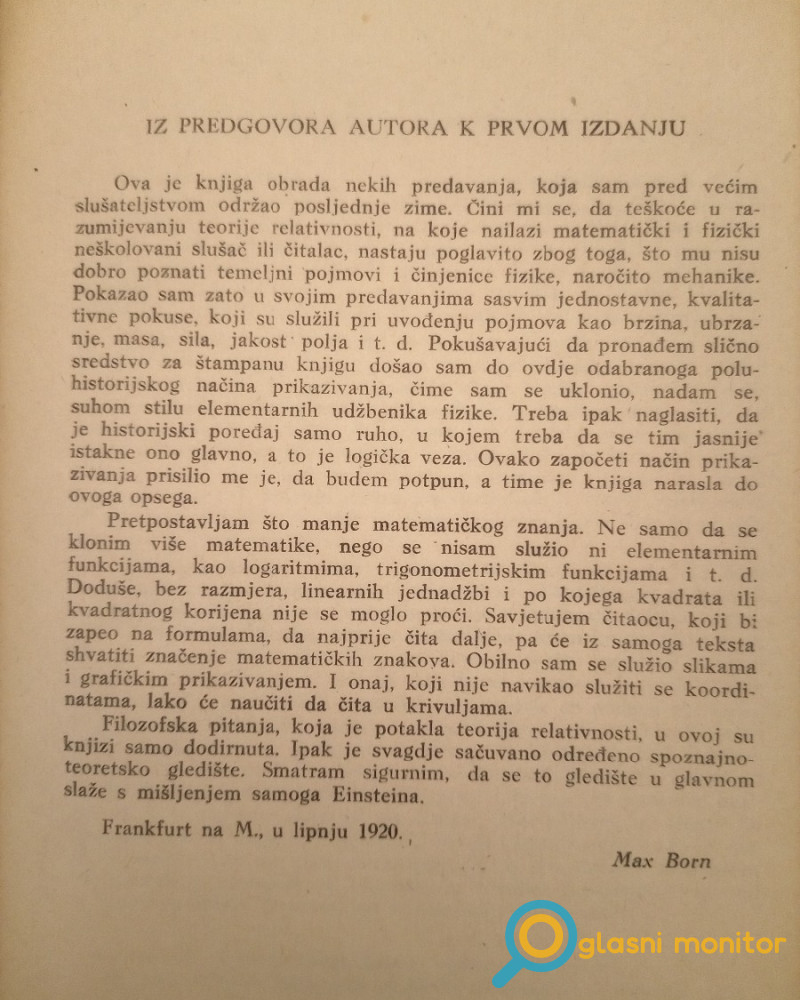 IZ PREDGOVORA AUTORA K PRVOM IZDANJU
Ova je knjiga obrada nekih predavanja, koja sam pred većim
slušateljstvom održao posljednje zime. Čini mi se, da teškoće u ra-
zumijevanju teorije relativnosti, na koje nailazi matematički i fizički
neškolovani slušač ili čitalac, nastaju poglavito zbog toga, što mu nisu
dobro poznati temeljni pojmovi i činjenice fizike, naročito mehanike.
Pokazao sam zato u svojim predavanjima sasvim jednostavne, kvalita-
tivne pokuse, koji su služili pri uvođenju pojmova kao brzina, ubrza-
nje, masa, sila, jakost polja i t. d. Pokušavajući da pronađem slično
sredstvo za štampanu knjigu došao sam do ovdje odabranoga polu-
historijskog načina prikazivanja, čime sam se uklonio, nadam se,
suhom stilu elementarnih udžbenika fizike. Treba ipak naglasiti, da
je historijski poređaj samo ruho, u kojem treba da se tim jasnije
istakne ono glavno, a to je logička veza. Ovako započeti način prika-
zivanja prisilio me je, da budem potpun, a time je knjiga narasla do
ovoga opsega.
Pretpostavljam što manje matematičkog znanja. Ne samo da se
klonim više matematike, nego se nisam služio ni elementarnim
funkcijama, kao logaritmima, trigonometrijskim funkcijama i t. d.
Doduše, bez razmjera, linearnih jednadžbi i po kojega kvadrata ili
kvadratnog korijena nije se moglo proći. Savjetujem čitaocu, koji bi
zapeo na formulama, da najprije čita dalje, pa će iz samoga teksta
shvatiti značenje matematičkih znakova. Obilno sam se služio slikama
i grafičkim prikazivanjem. I onaj, koji nije navikao služiti se koordi-
natama, lako će naučiti da čita u krivuljama.
Filozofska pitanja, koja je potakla teorija relativnosti, u ovoj su
knjizi samo dodirnuta. Ipak je svagdje sačuvano određeno spoznajno-
teoretsko gledište. Smatram sigurnim, da se to gledište u glavnom
slaže s mišljenjem samoga Einsteina.
Frankfurt na M., u lipnju 1920.
Max Born
Oglasni monitor